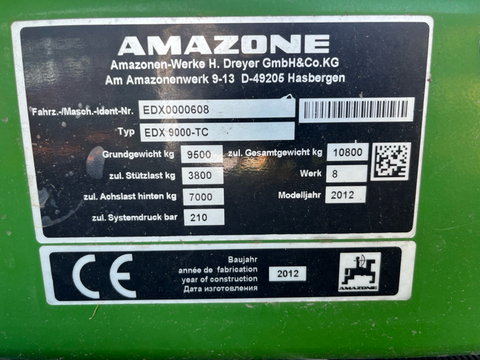 AMAZONE
Amazonen-Werke H. Dreyer GmbH&Co.KG
Am Amazonenwerk 9-13 D-49205 Hasbergen
Fahrz./Masch.-Ident-Nr. EDX0000608
Typ EDX 9000-TC
Grundgewicht kg 9500 zul. Gesamtgewicht kg 10800
zul. Stützlast kg 3800 Werk 8
zul. Achslast hinten kg 7000 Modelljahr 2012
zul. Systemdruck bar 210
CE
Baujahr
année de fabrication
year of construction
Дата изготовления
2012
AMAZONE